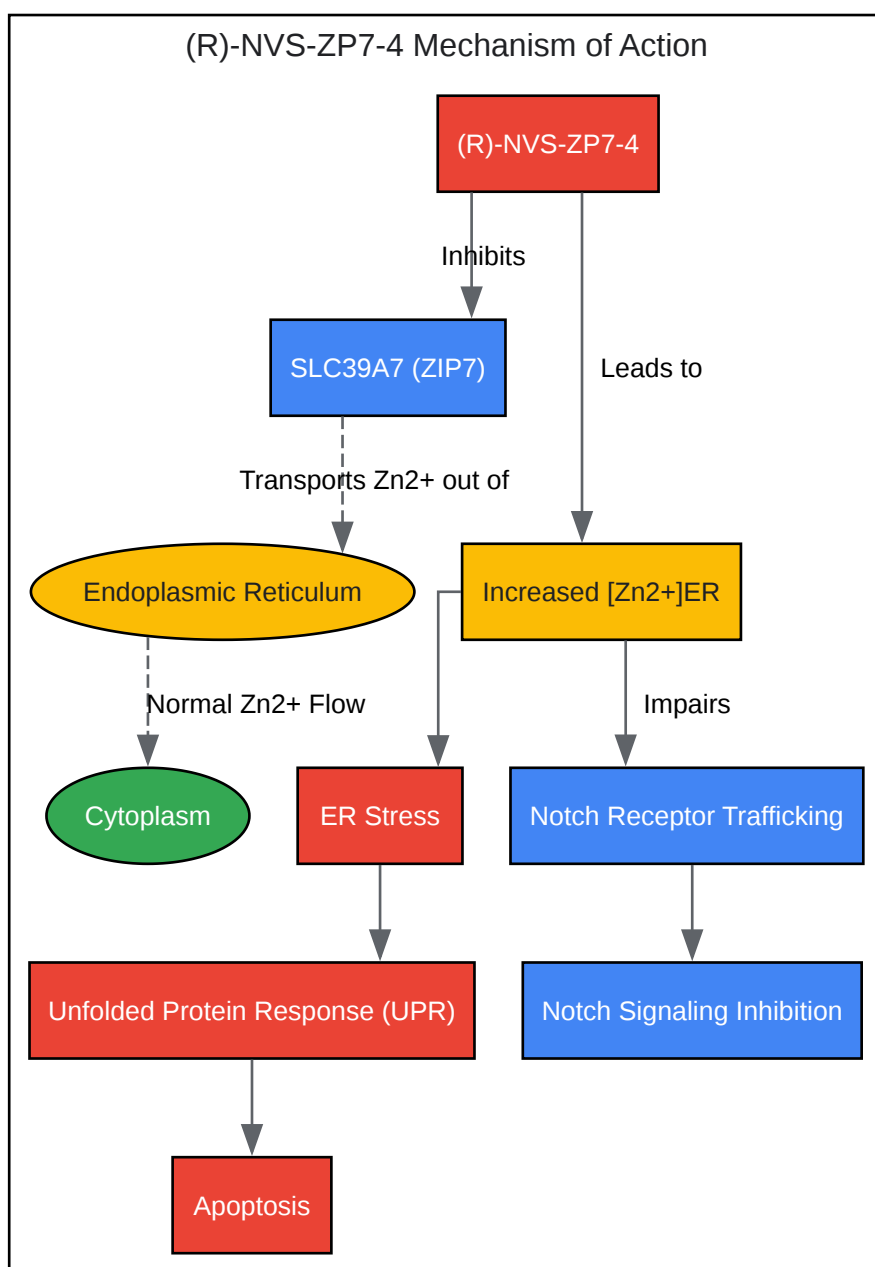 (R)-NVS-ZP7-4 Mechanism of Action
(R)-NVS-ZP7-4
Inhibits
SLC39A7 (ZIP7)
Leads to
Transports Zn2+ out of
Endoplasmic Reticulum
Increased [Zn2+]ER
Normal Zn2+ Flow
Impairs
Cytoplasm
ER Stress
Notch Receptor Trafficking
Unfolded Protein Response (UPR)
Notch Signaling Inhibition
Apoptosis